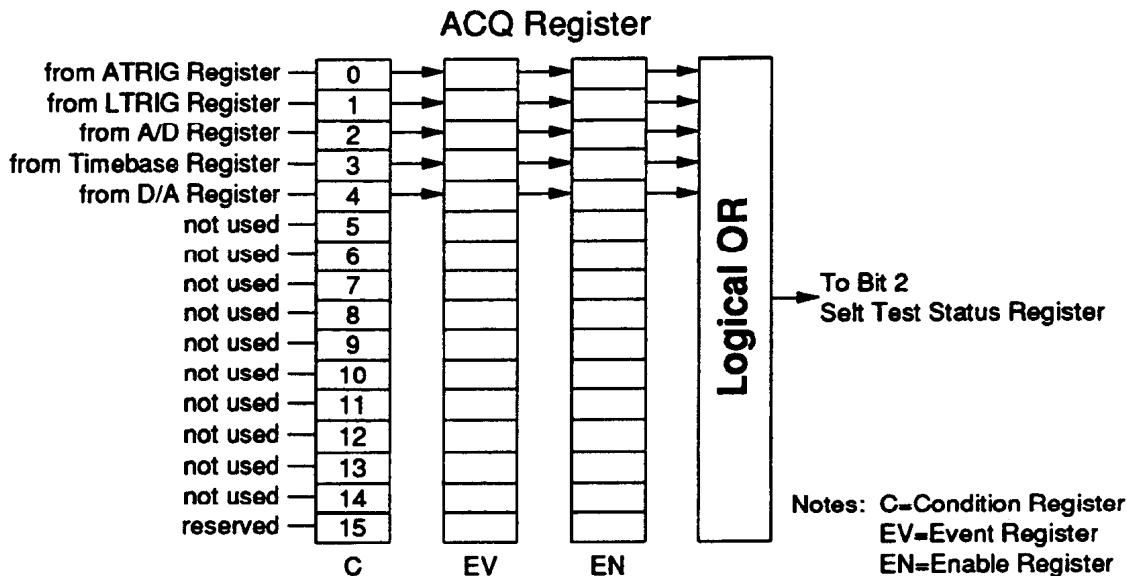 ACQ Register
from ATRIG Register 0
from LTRIG Register 1
from A/D Register 2
from Timebase Register 3
from D/A Register 4
not used 5
not used 6
not used 7
not used 8
not used 9
not used 10
not used 11
not used 12
not used 13
not used 14
reserved 15
C EV EN
Logical OR
To Bit 2
Selt Test Status Register
Notes: C=Condition Register
EV=Event Register
EN=Enable Register